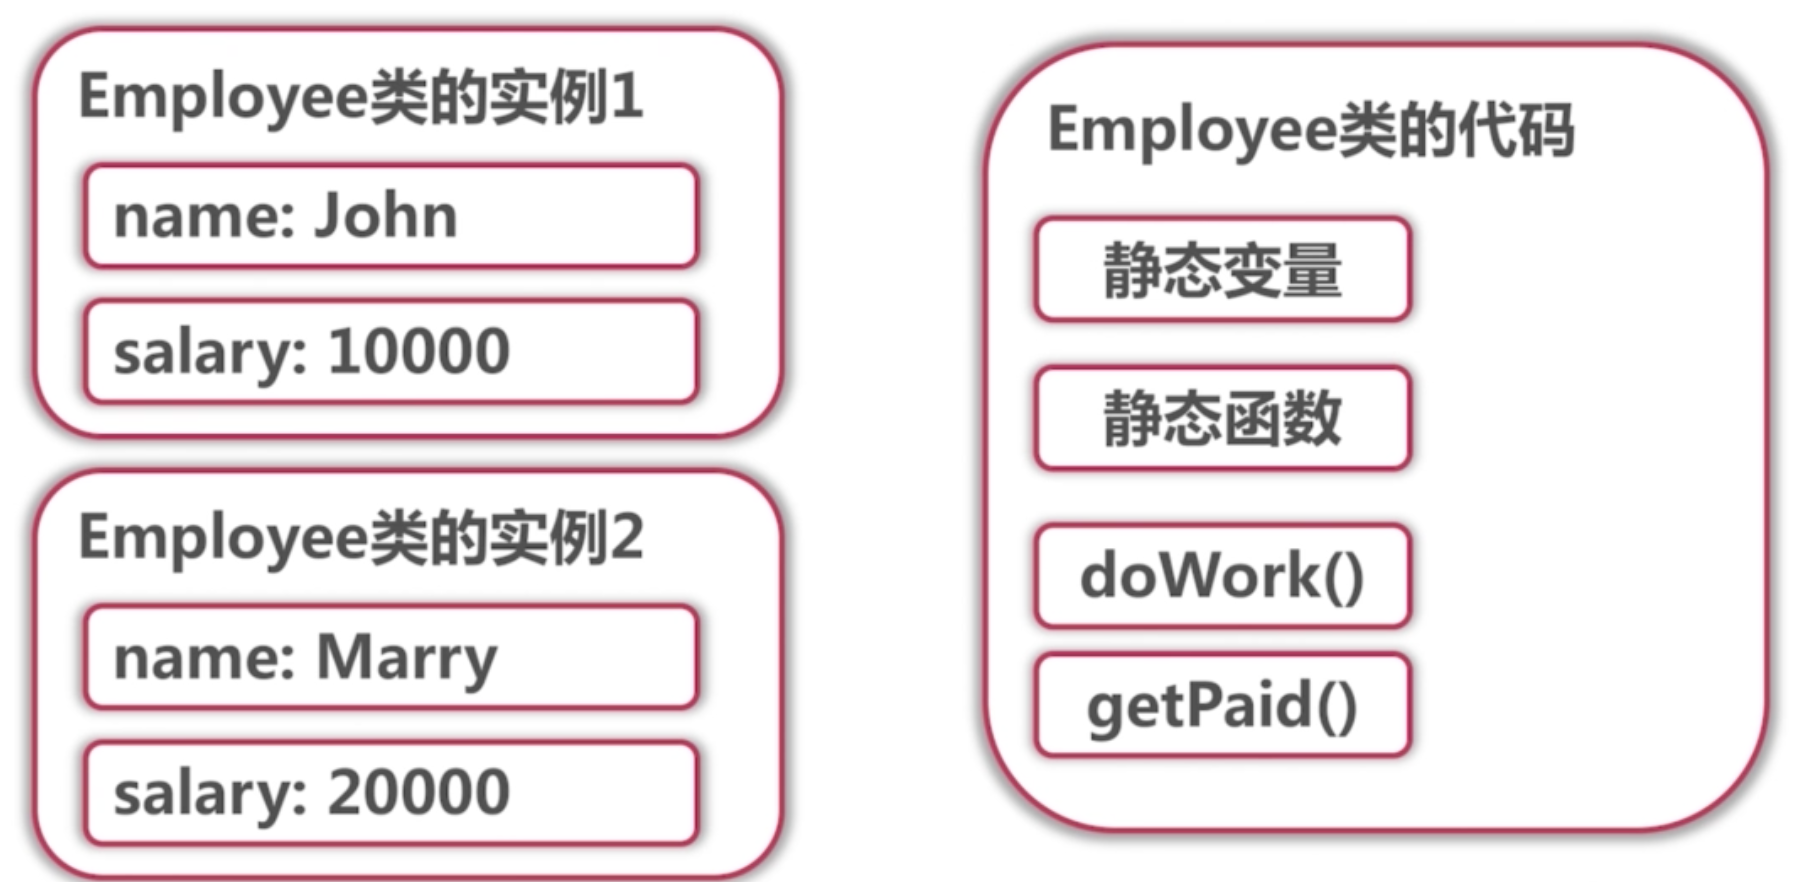 Employee类的实例1
name: John
salary: 10000
Employee类的实例2
name: Marry
salary: 20000
Employee类的代码
静态变量
静态函数
doWork()
getPaid()